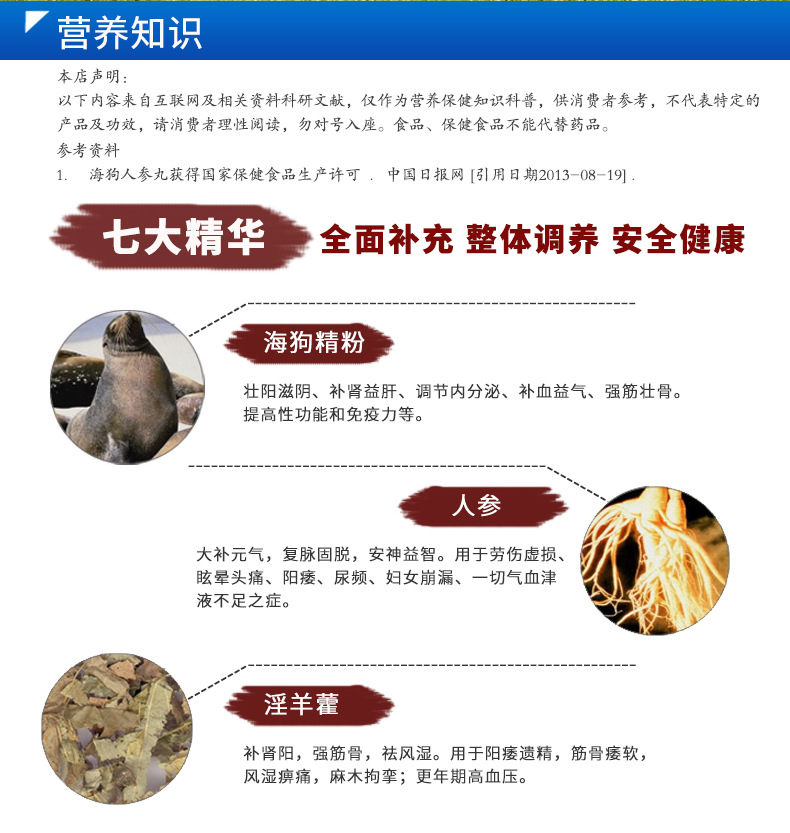 营养知识
本店声明：
以下内容来自互联网及相关资料科研文献，仅作为营养保健知识科普，供消费者参考，不代表特定的
产品及功效，请消费者理性阅读，勿对号入座。食品、保健食品不能代替药品。
参考资料
1. 海狗人参丸获得国家保健食品生产许可 . 中国日报网 [引用日期2013-08-19] .
七大精华 全面补充 整体调养 安全健康
海狗精粉
壮阳滋阴、补肾益肝、调节内分泌、补血益气、强筋壮骨。
提高性功能和免疫力等。
人参
大补元气，复脉固脱，安神益智。用于劳伤虚损、
眩晕头痛、阳痿、尿频、妇女崩漏、一切气血津
液不足之症。
淫羊藿
补肾阳，强筋骨，祛风湿。用于阳痿遗精，筋骨痿软，
风湿痹痛，麻木拘挛；更年期高血压。